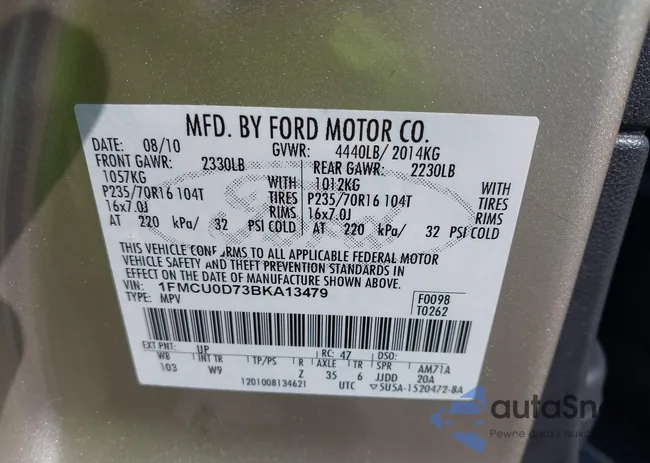 MFD. BY FORD MOTOR CO.
DATE: 08/10 GVWR: 4440LB/ 2014KG
FRONT GAWR: 2330LB REAR GAWR: 2230LB
1057KG WITH 1012KG WITH
P235/70R16 104T TIRES P235/70R16 104T TIRES
16x7.0J RIMS 16x7.0J RIMS
AT 220 kPa/ 32 PSI COLD AT 220 kPa/ 32 PSI COLD
THIS VEHICLE CONFORMS TO ALL APPLICABLE FEDERAL MOTOR
VEHICLE SAFETY AND THEFT PREVENTION STANDARDS IN
EFFECT ON THE DATE OF MANUFACTURE SHOWN ABOVE.
VIN: 1FMCU0D73BKA13479 F0098
TYPE: MPV T0262
EXT PNT: UP RC: 47 DSO:
WB INT TR TP/PS R AXLE TR SPR AM71A
103 W9 Z 35 6 JJDD 20A
1201008134621 UTC 5U5A-1520472-BA
autaSn
Pewne auta z